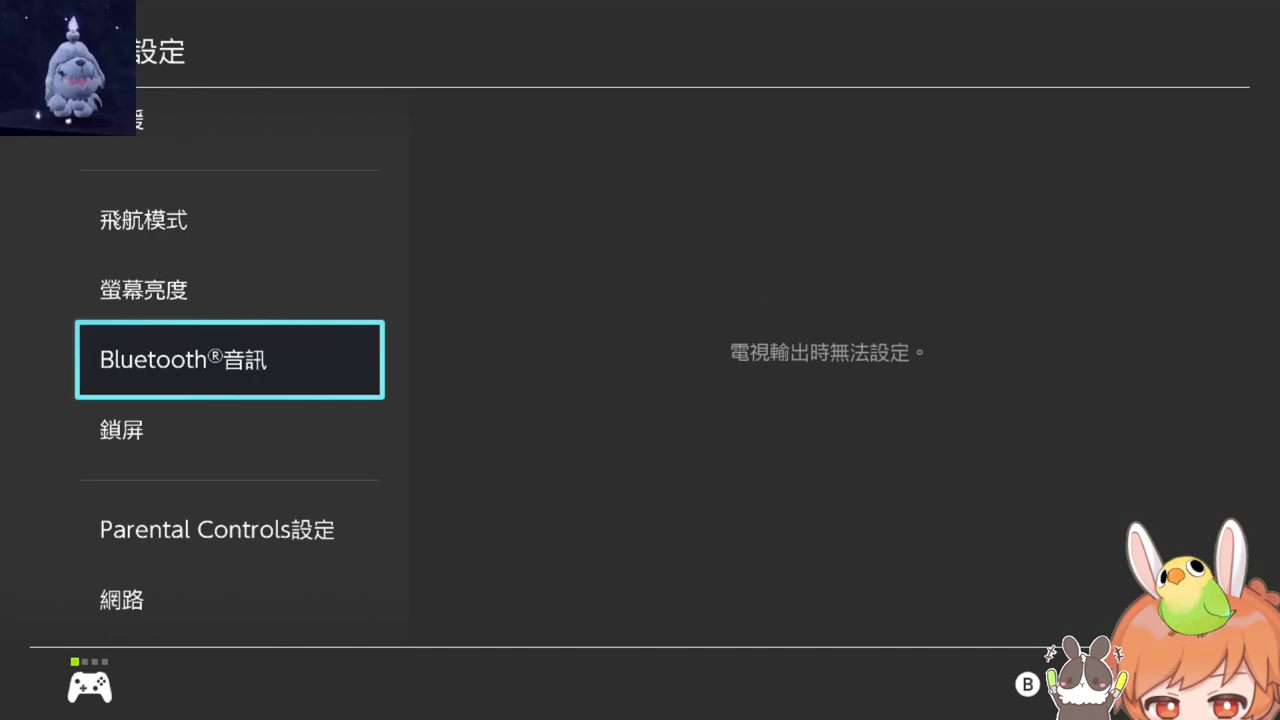 設定
飛航模式
螢幕亮度
Bluetooth®音訊
電視輸出時無法設定。
鎖屏
Parental Controls設定
網路
B